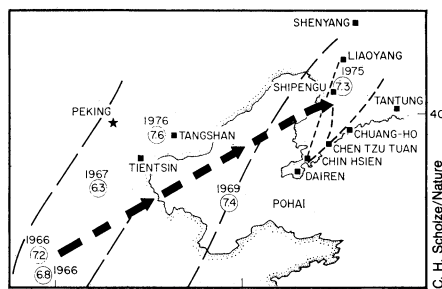 SHENYANG
LIAOYANG
1975
7.3
SHIPENGU
TANTUNG
40
1976
7.6
PEKING
TANGSHAN
CHUANG-HO
CHEN TZU TUAN
CHIN HSIEN
TIENTSIN
DAIREN
1967
6.3
1969
7.4
POHAI
1966
7.2
6.8
1966
C. H. Scholze/Nature